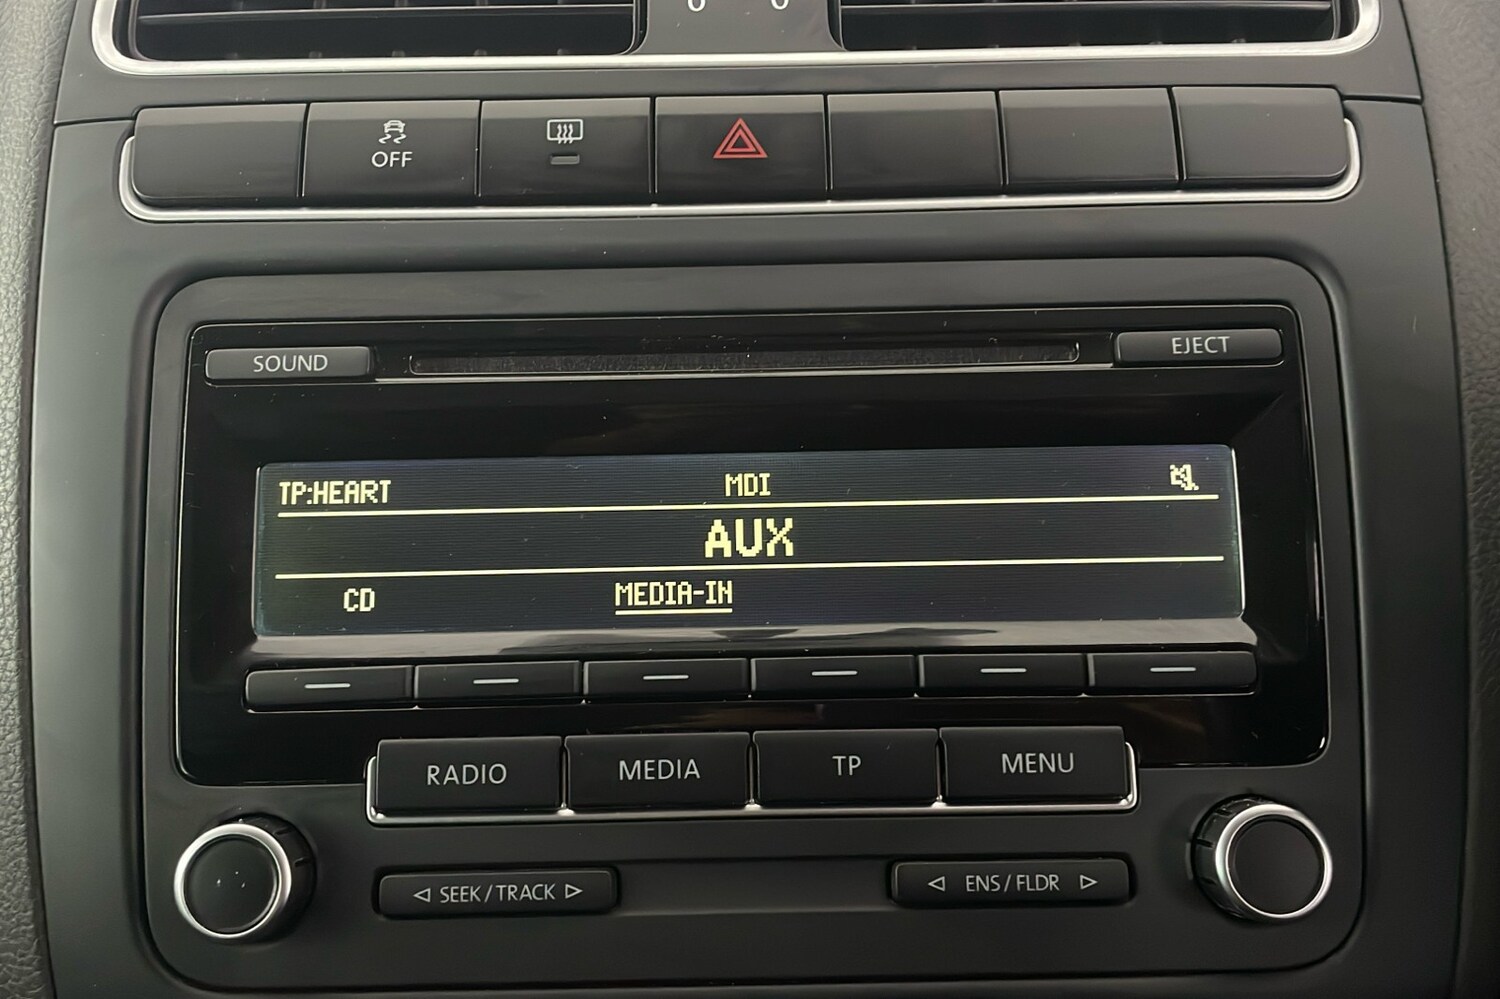 OFF
SOUND
EJECT
TP:HEART
MDI
AUX
CD
MEDIA-IN
RADIO
MEDIA
TP
MENU
SEEK/TRACK
ENS/FLDR